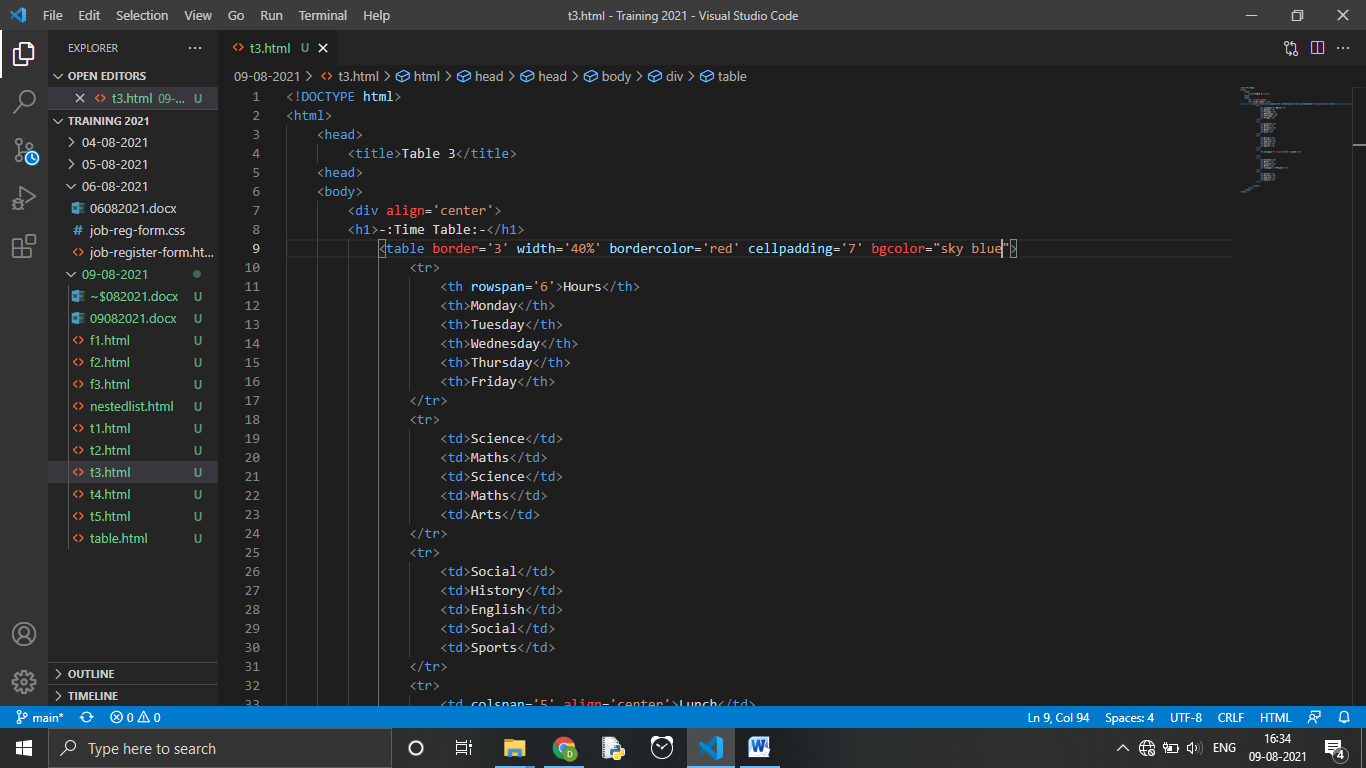 File Edit Selection View Go Run Terminal Help t3.html - Training 2021 - Visual Studio Code
EXPLORER
OPEN EDITORS
t3.html 09-... U
TRAINING 2021
04-08-2021
05-08-2021
06-08-2021
06082021.docx
job-reg-form.css
job-register-form.ht...
09-08-2021
~$082021.docx U
09082021.docx U
f1.html U
f2.html U
f3.html U
nestedlist.html U
t1.html U
t2.html U
t3.html U
t4.html U
t5.html U
table.html U
OUTLINE
TIMELINE
t3.html U
09-08-2021 > t3.html > html > head > head > body > div > table
1 <!DOCTYPE html>
2 <html>
3 <head>
4 <title>Table 3</title>
5 <head>
6 <body>
7 <div align='center'>
8 <h1>-:Time Table:-</h1>
9 <table border='3' width='40%' bordercolor='red' cellpadding='7' bgcolor="sky blue">
10 <tr>
11 <th rowspan='6'>Hours</th>
12 <th>Monday</th>
13 <th>Tuesday</th>
14 <th>Wednesday</th>
15 <th>Thursday</th>
16 <th>Friday</th>
17 </tr>
18 <tr>
19 <td>Science</td>
20 <td>Maths</td>
21 <td>Science</td>
22 <td>Maths</td>
23 <td>Arts</td>
24 </tr>
25 <tr>
26 <td>Social</td>
27 <td>History</td>
28 <td>English</td>
29 <td>Social</td>
30 <td>Sports</td>
31 </tr>
32 <tr>
33 <td colspan='5' align='center'>Lunch</td>
main* 0 0 Ln 9, Col 94 Spaces: 4 UTF-8 CRLF HTML
Type here to search
ENG
16:34
09-08-2021
4